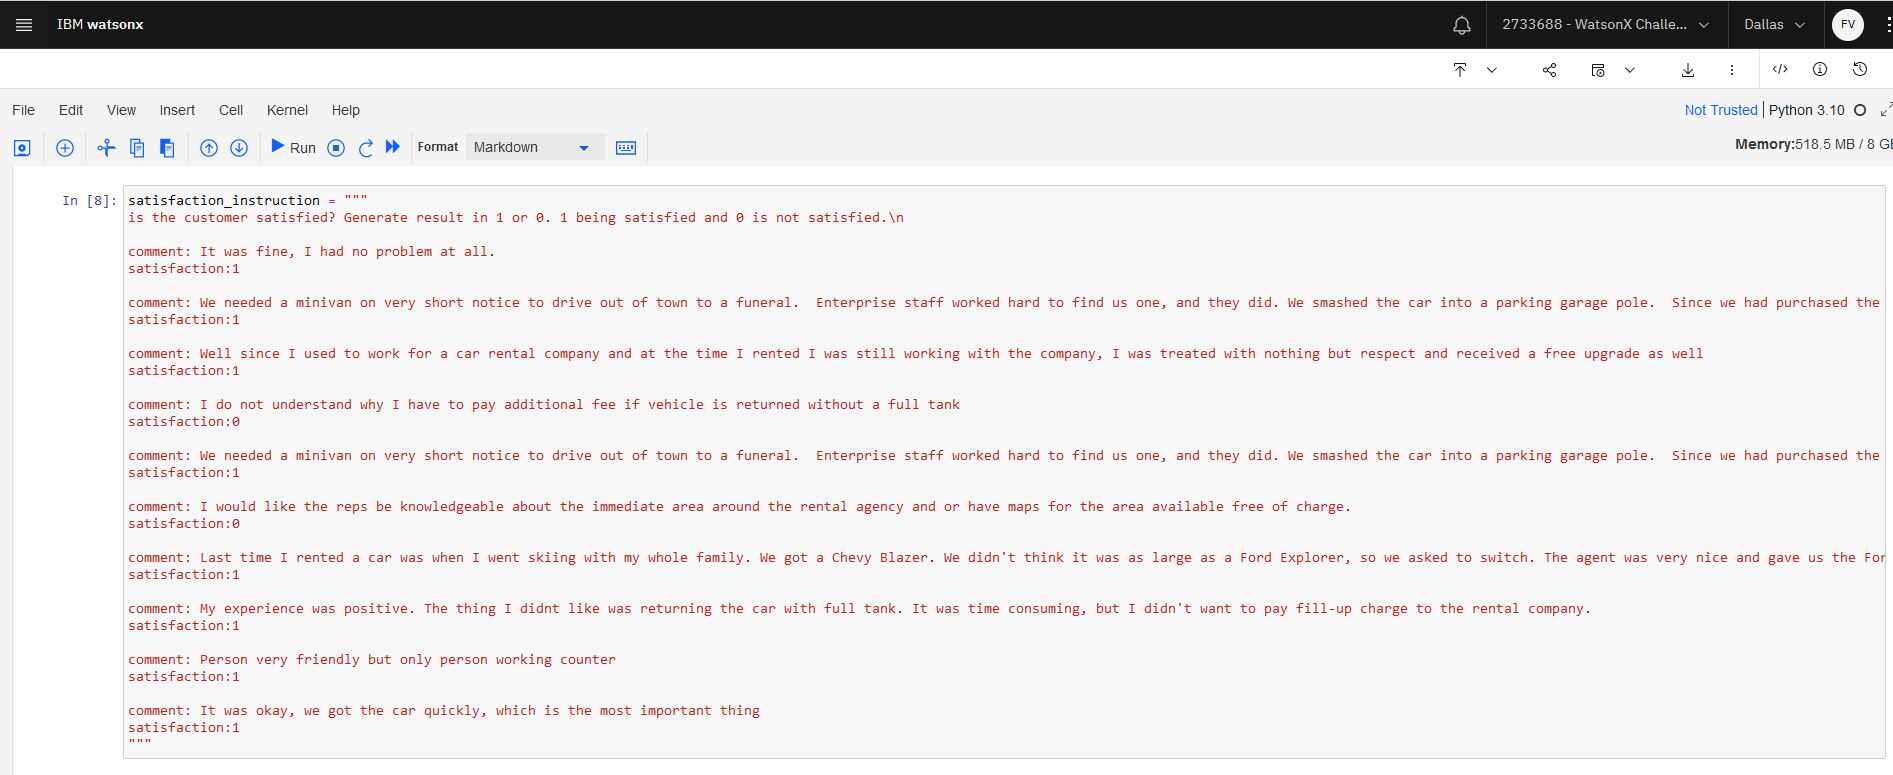 IBM watsonx
2733688 - WatsonX Challe...
Dallas
FV
File Edit View Insert Cell Kernel Help
Not Trusted
Python 3.10
Run
Format
Markdown
Memory:518.5 MB / 8 GB
In [8]:
satisfaction_instruction = """
is the customer satisfied? Generate result in 1 or 0. 1 being satisfied and 0 is not satisfied.\n
comment: It was fine, I had no problem at all.
satisfaction:1
comment: We needed a minivan on very short notice to drive out of town to a funeral.  Enterprise staff worked hard to find us one, and they did. We smashed the car into a parking garage pole.  Since we had purchased the
satisfaction:1
comment: Well since I used to work for a car rental company and at the time I rented I was still working with the company, I was treated with nothing but respect and received a free upgrade as well
satisfaction:1
comment: I do not understand why I have to pay additional fee if vehicle is returned without a full tank
satisfaction:0
comment: We needed a minivan on very short notice to drive out of town to a funeral.  Enterprise staff worked hard to find us one, and they did. We smashed the car into a parking garage pole.  Since we had purchased the
satisfaction:1
comment: I would like the reps be knowledgeable about the immediate area around the rental agency and or have maps for the area available free of charge.
satisfaction:0
comment: Last time I rented a car was when I went skiing with my whole family. We got a Chevy Blazer. We didn't think it was as large as a Ford Explorer, so we asked to switch. The agent was very nice and gave us the For
satisfaction:1
comment: My experience was positive. The thing I didnt like was returning the car with full tank. It was time consuming, but I didn't want to pay fill-up charge to the rental company.
satisfaction:1
comment: Person very friendly but only person working counter
satisfaction:1
comment: It was okay, we got the car quickly, which is the most important thing
satisfaction:1
"""